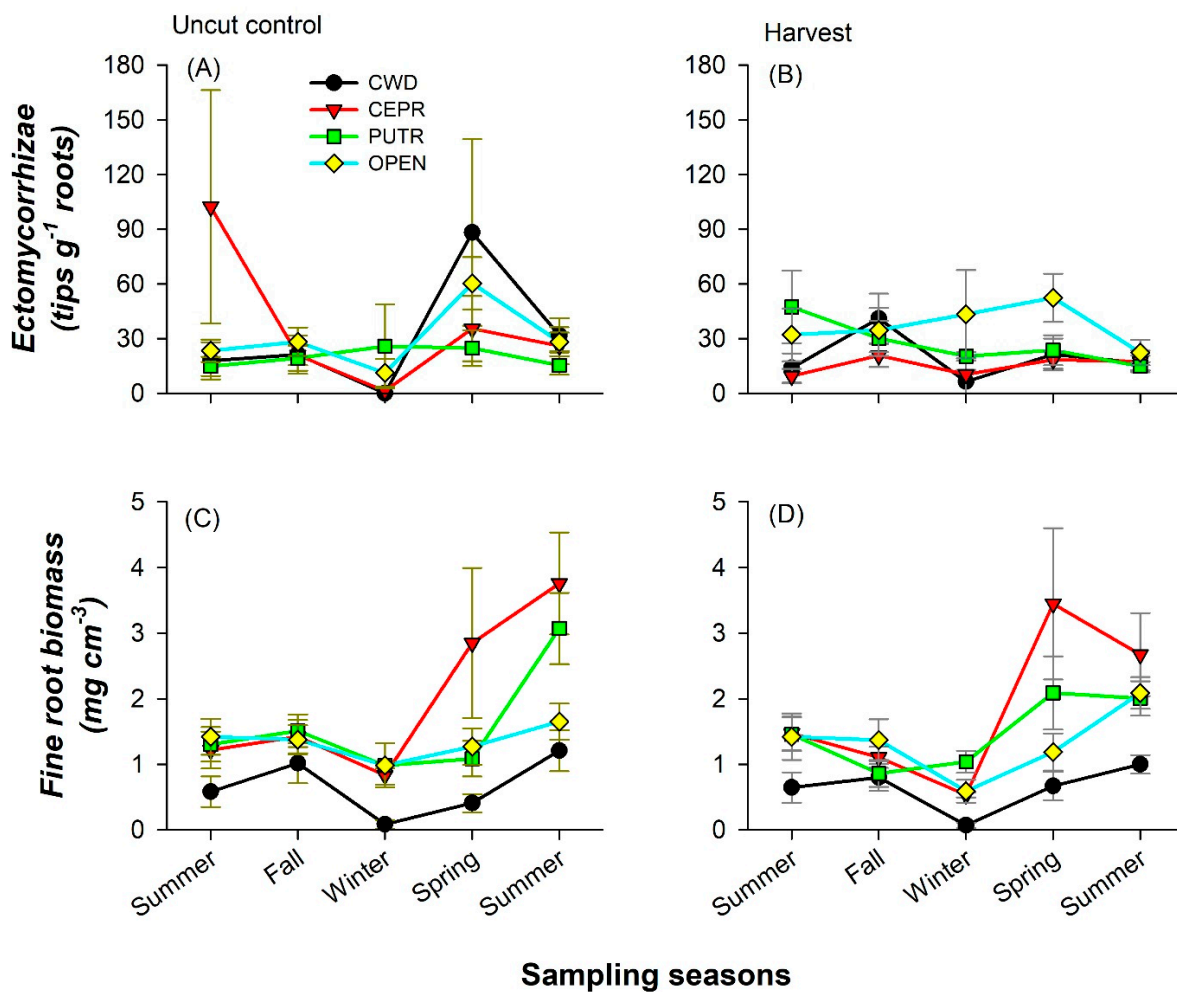 Uncut control
Harvest
Ectomycorrhizae
(tips g⁻¹ roots)
180
150
120
90
60
30
0
(A)
CWD
CEPR
PUTR
OPEN
180
150
120
90
60
30
0
(B)
Fine root biomass
(mg cm⁻³)
5
4
3
2
1
0
(C)
Summer
Fall
Winter
Spring
Summer
5
4
3
2
1
0
(D)
Summer
Fall
Winter
Spring
Summer
Sampling seasons